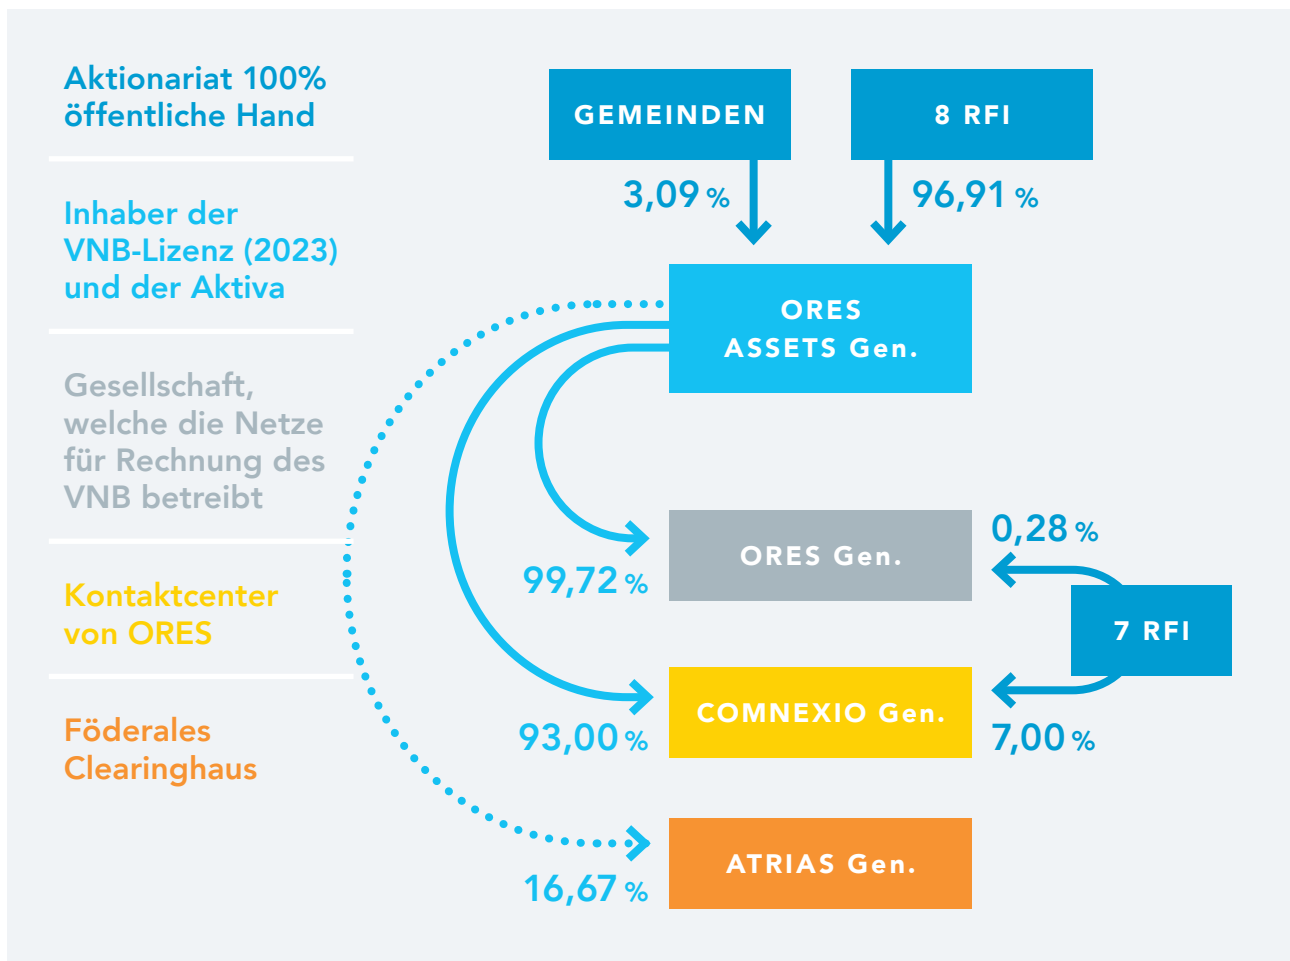 Aktionariat 100%
öffentliche Hand
Inhaber der
VNB-Lizenz (2023)
und der Aktiva
Gesellschaft,
welche die Netze
für Rechnung des
VNB betreibt
Kontaktcenter
von ORES
Föderales
Clearinghaus
GEMEINDEN
8 RFI
3,09 %
96,91 %
ORES
ASSETS Gen.
ORES Gen.
0,28 %
99,72 %
7 RFI
COMNEXIO Gen.
93,00 %
7,00 %
ATRIAS Gen.
16,67 %